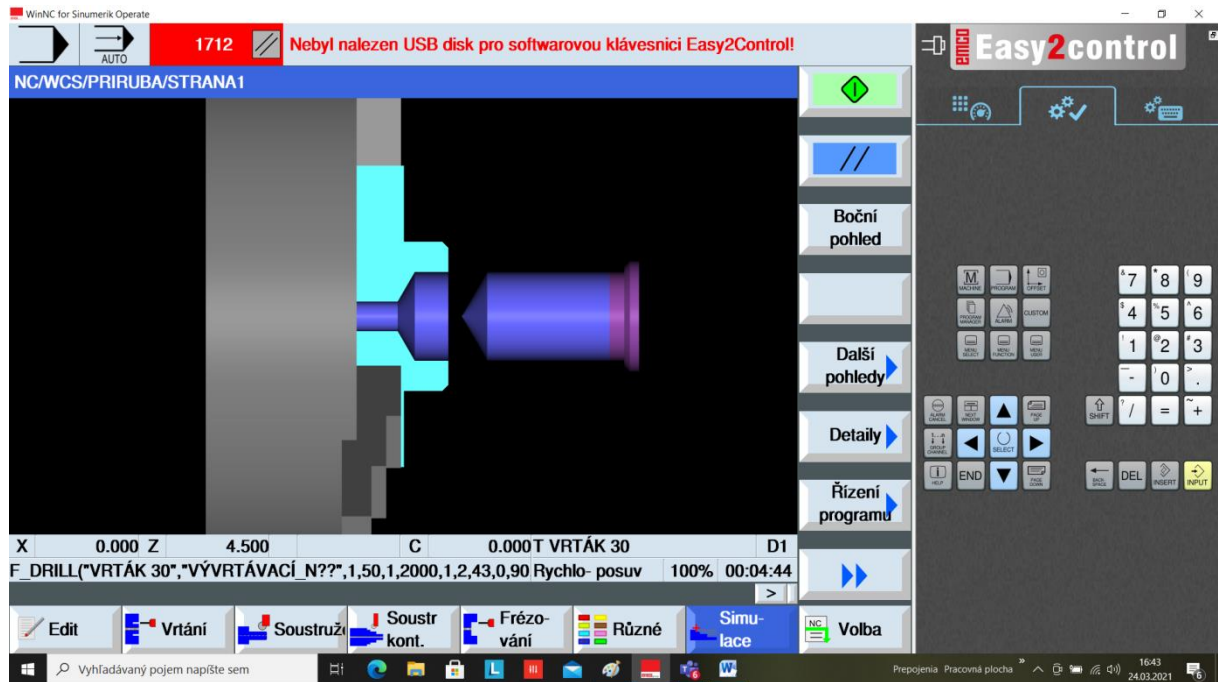 WinNC for Sinumerik Operate
AUTO
1712
Nebyl nalezen USB disk pro softwarovou klávesnici Easy2Control!
NC/WCS/PRIRUBA/STRANA1
Boční
pohled
Další
pohledy
Detaily
Řízení
programu
X 0.000 Z 4.500 C 0.000 T VRTÁK 30 D1
F_DRILL("VRTÁK 30","VÝVRTÁVACÍ_N??",1,50,1,2000,1,2,43,0,90 Rychlo- posuv 100% 00:04:44
>
Edit
Vrtání
Soustruž
Soustr
kont.
Frézo-
vání
Různé
Simu-
lace
NC
Volba
emco
Easy2control
MACHINE PROGRAM OFFSET & 7 * 8 ( 9
PROGRAM MANAGER ALARM CUSTOM $ 4 % 5 ^ 6
MENU SELECT MENU FUNCTION MENU USER ! 1 @ 2 # 3
- ) 0 > .
ALARM CANCEL NEXT WINDOW PAGE UP SHIFT ? / = ~ +
1...n GROUP CHANNEL SELECT
HELP END PAGE DOWN BACK SPACE DEL INSERT INPUT
Vyhľadávaný pojem napíšte sem
Prepojenia Pracovná plocha »
16:43
24.03.2021
6